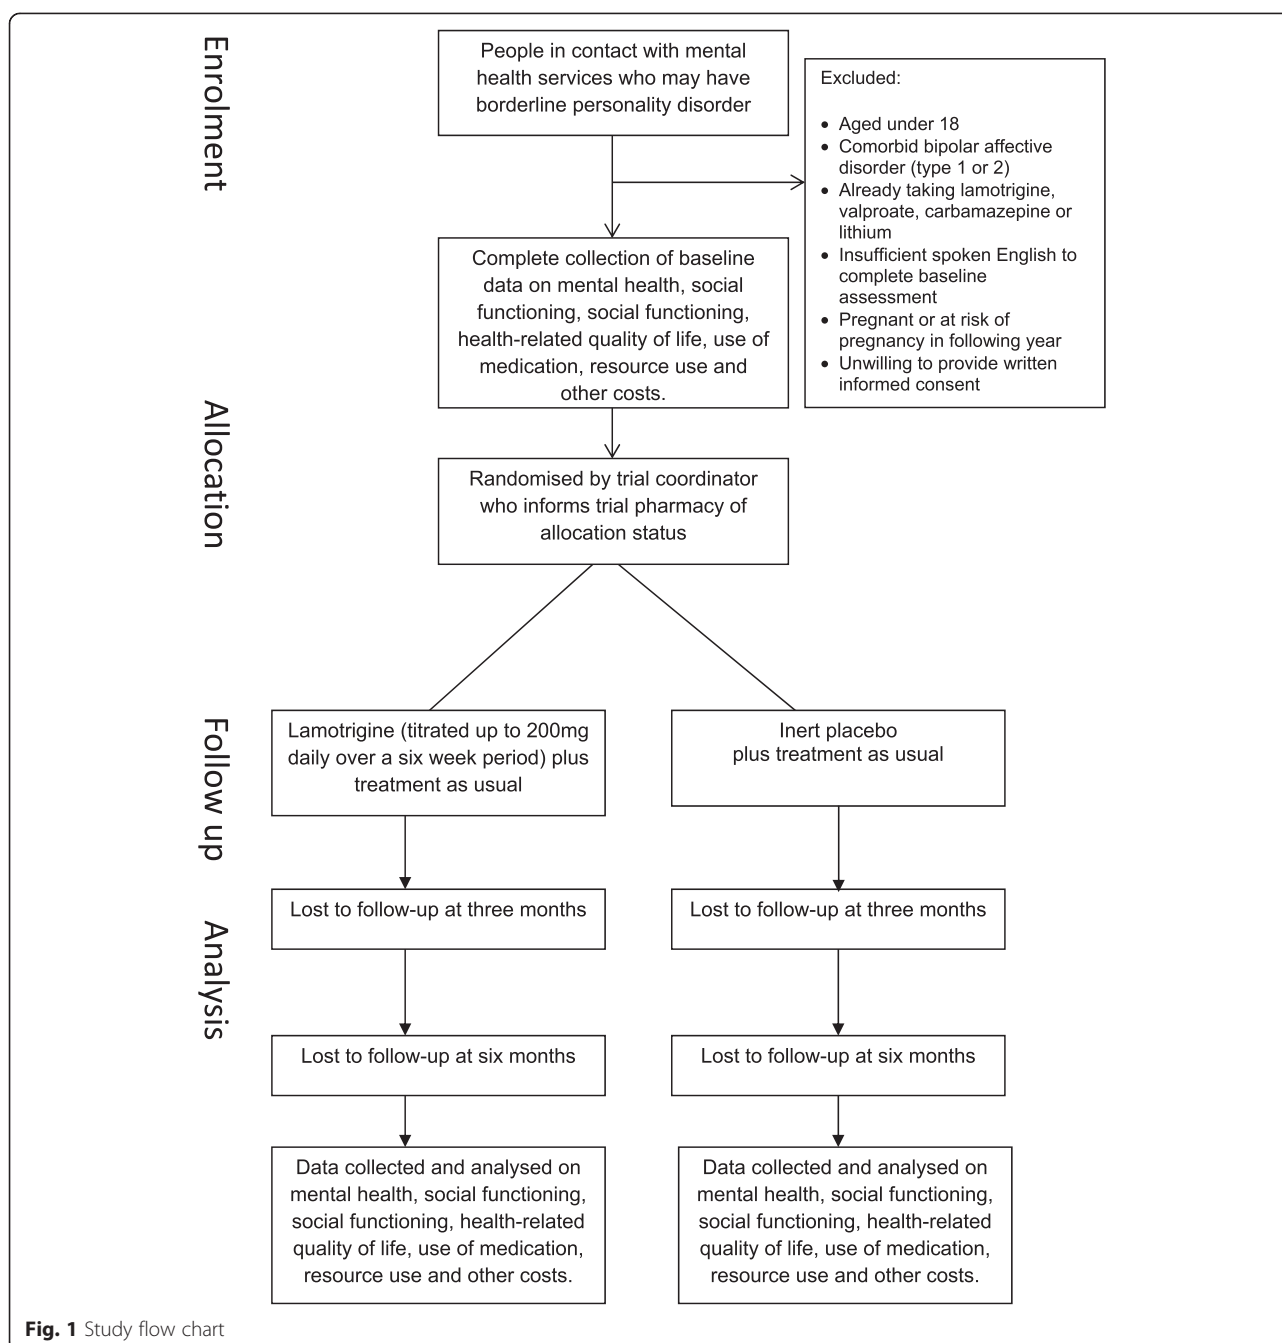 Enrolment
People in contact with mental
health services who may have
borderline personality disorder
Excluded:
• Aged under 18
• Comorbid bipolar affective
disorder (type 1 or 2)
• Already taking lamotrigine,
valproate, carbamazepine or
lithium
• Insufficient spoken English to
complete baseline
assessment
• Pregnant or at risk of
pregnancy in following year
• Unwilling to provide written
informed consent
Complete collection of baseline
data on mental health, social
functioning, social functioning,
health-related quality of life, use of
medication, resource use and
other costs.
Allocation
Randomised by trial coordinator
who informs trial pharmacy of
allocation status
Follow up
Lamotrigine (titrated up to 200mg
daily over a six week period) plus
treatment as usual
Inert placebo
plus treatment as usual
Analysis
Lost to follow-up at three months
Lost to follow-up at three months
Lost to follow-up at six months
Lost to follow-up at six months
Data collected and analysed on
mental health, social functioning,
social functioning, health-related
quality of life, use of medication,
resource use and other costs.
Data collected and analysed on
mental health, social functioning,
social functioning, health-related
quality of life, use of medication,
resource use and other costs.
Fig. 1 Study flow chart